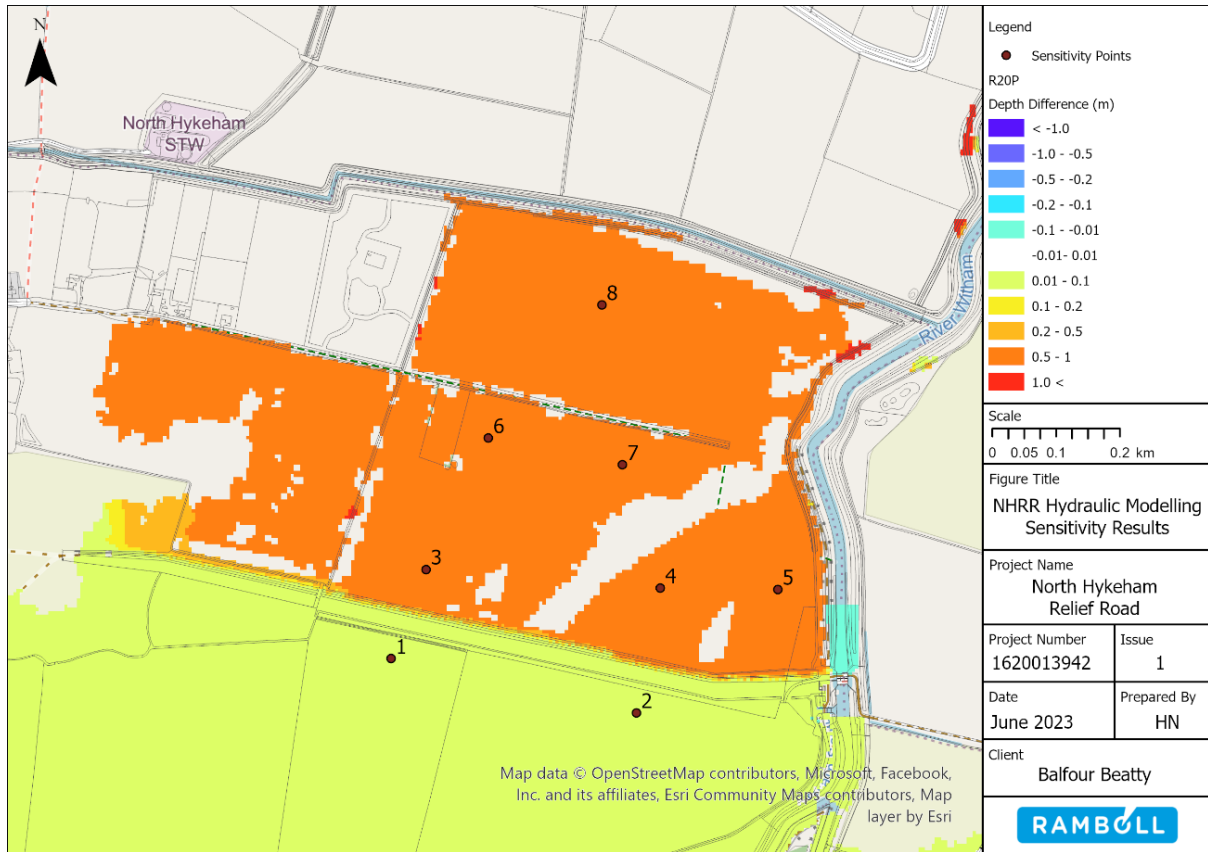 N
North Hykeham
STW
River Witham
8
6
7
3
4
5
1
2
Map data © OpenStreetMap contributors, Microsoft, Facebook,
Inc. and its affiliates, Esri Community Maps contributors, Map
layer by Esri
Legend
Sensitivity Points
R20P
Depth Difference (m)
< -1.0
-1.0 - -0.5
-0.5 - -0.2
-0.2 - -0.1
-0.1 - -0.01
-0.01- 0.01
0.01 - 0.1
0.1 - 0.2
0.2 - 0.5
0.5 - 1
1.0 <
Scale
0 0.05 0.1 0.2 km
Figure Title
NHRR Hydraulic Modelling
Sensitivity Results
Project Name
North Hykeham
Relief Road
Project Number
1620013942
Issue
1
Date
June 2023
Prepared By
HN
Client
Balfour Beatty
RAMBOLL